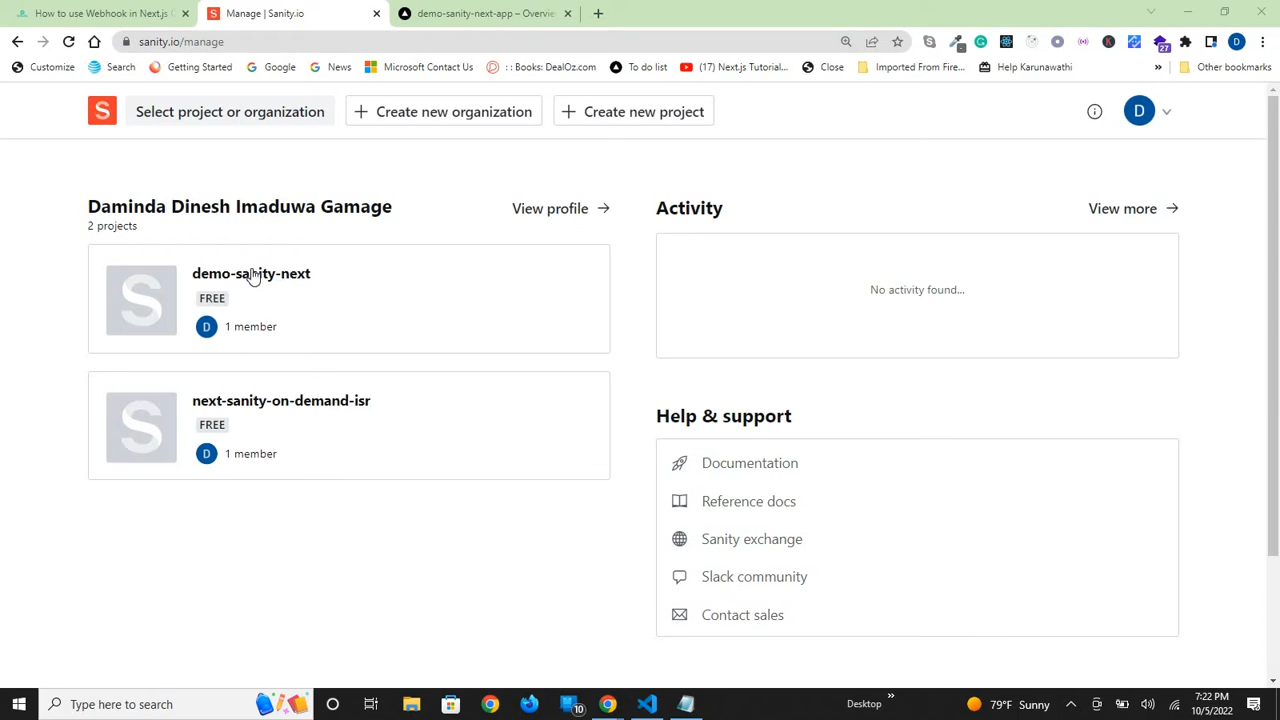 How to use Webhook in Next.js
Manage | Sanity.io
demo-sanity-next-app – Overvie
sanity.io/manage
27
D
Customize
Search
Getting Started
Google
News
Microsoft Contact Us
: : Books: DealOz.com
To do list
(17) Next.js Tutorial...
Close
Imported From Fire...
Help Karunawathi
»
Other bookmarks
S
Select project or organization
+ Create new organization
+ Create new project
D
Daminda Dinesh Imaduwa Gamage
View profile →
2 projects
Activity
View more →
S
demo-sanity-next
FREE
D
1 member
No activity found...
S
next-sanity-on-demand-isr
FREE
D
1 member
Help & support
Documentation
Reference docs
Sanity exchange
Slack community
Contact sales
Type here to search
10
Desktop
»
79°F Sunny
7:22 PM
10/5/2022